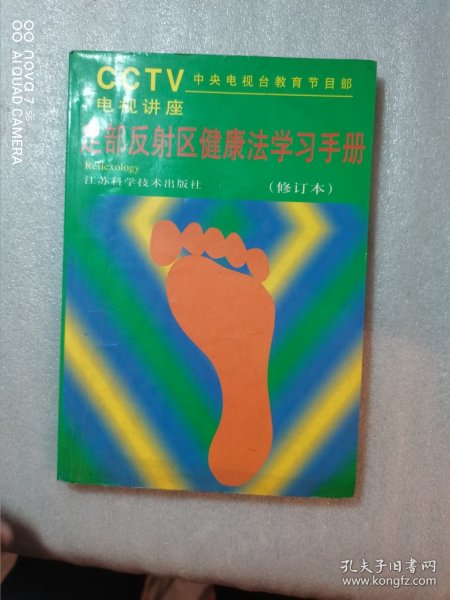 CCTV 中央电视台教育节目部
电视讲座
足部反射区健康法学习手册
Reflexology
江苏科学技术出版社 (修订本)
nova 7 5G
AI QUAD CAMERA
孔夫子旧书网
www.kongfz.com